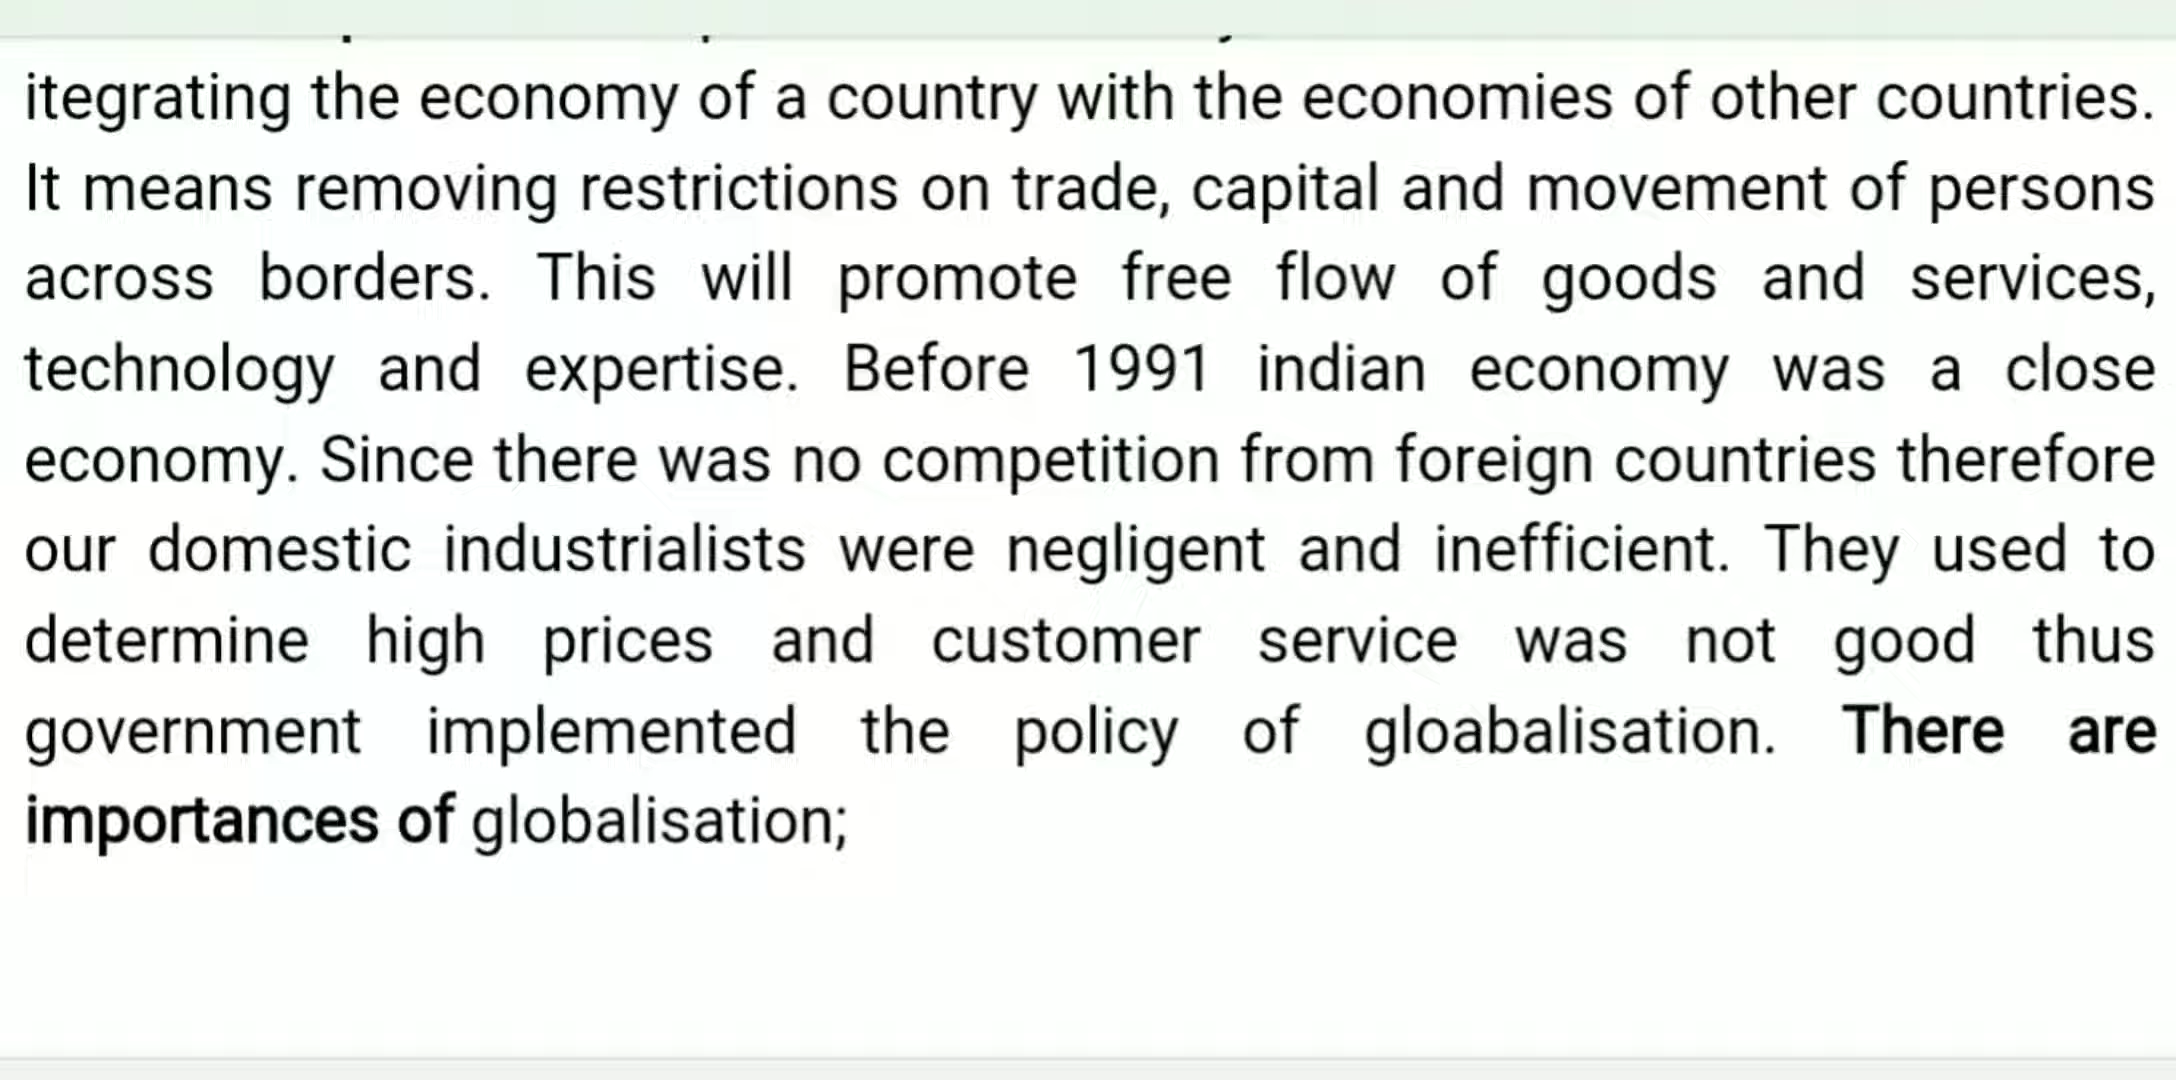 itegrating the economy of a country with the economies of other countries.
It means removing restrictions on trade, capital and movement of persons
across borders. This will promote free flow of goods and services,
technology and expertise. Before 1991 indian economy was a close
economy. Since there was no competition from foreign countries therefore
our domestic industrialists were negligent and inefficient. They used to
determine high prices and customer service was not good thus
government implemented the policy of gloabalisation. There are
importances of globalisation;